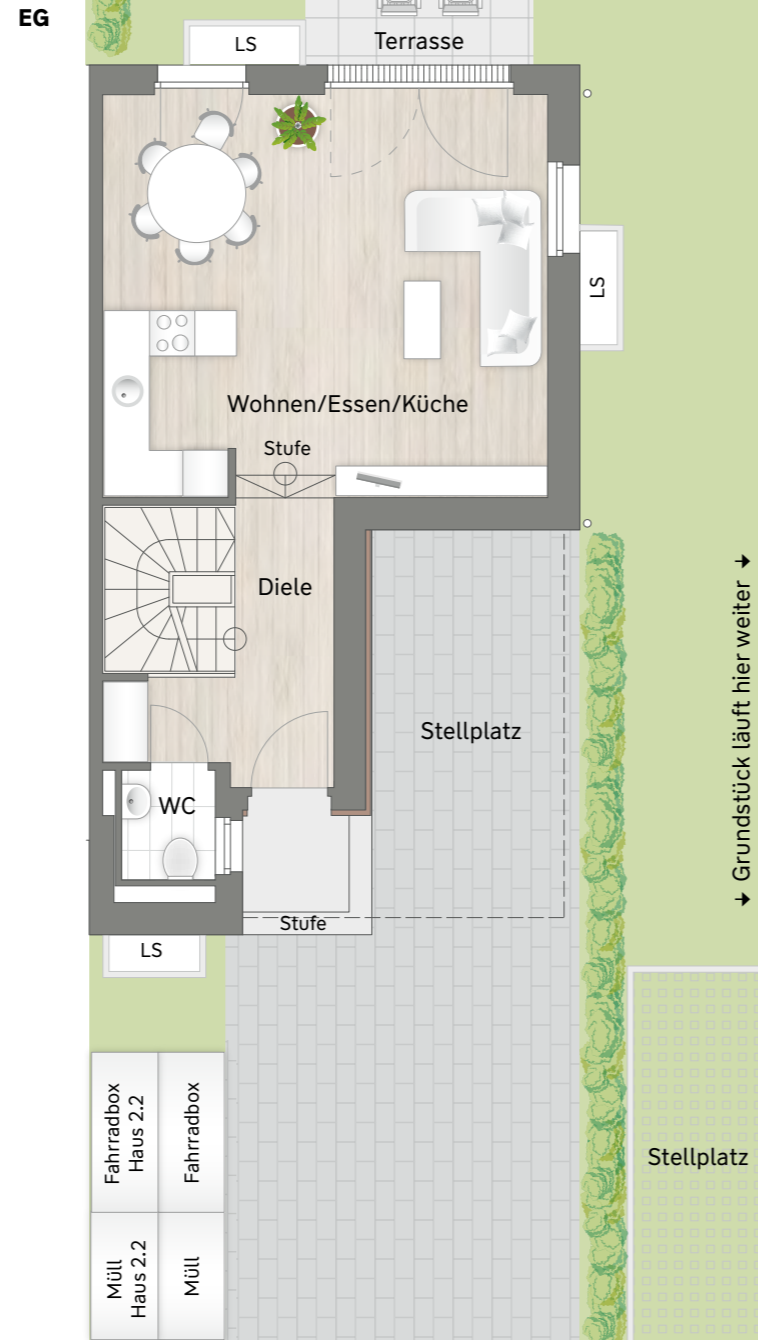 EG
LS
Terrasse
LS
Wohnen/Essen/Küche
Stufe
Diele
Grundstück läuft hier weiter
Stellplatz
WC
Stufe
LS
Fahrradbox
Haus 2.2
Fahrradbox
Stellplatz
Müll
Haus 2.2
Müll